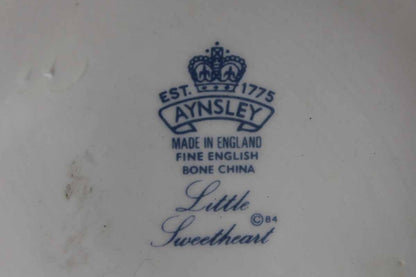 EST. 1775
AYNSLEY
MADE IN ENGLAND
FINE ENGLISH
BONE CHINA
Little
©84
Sweetheart